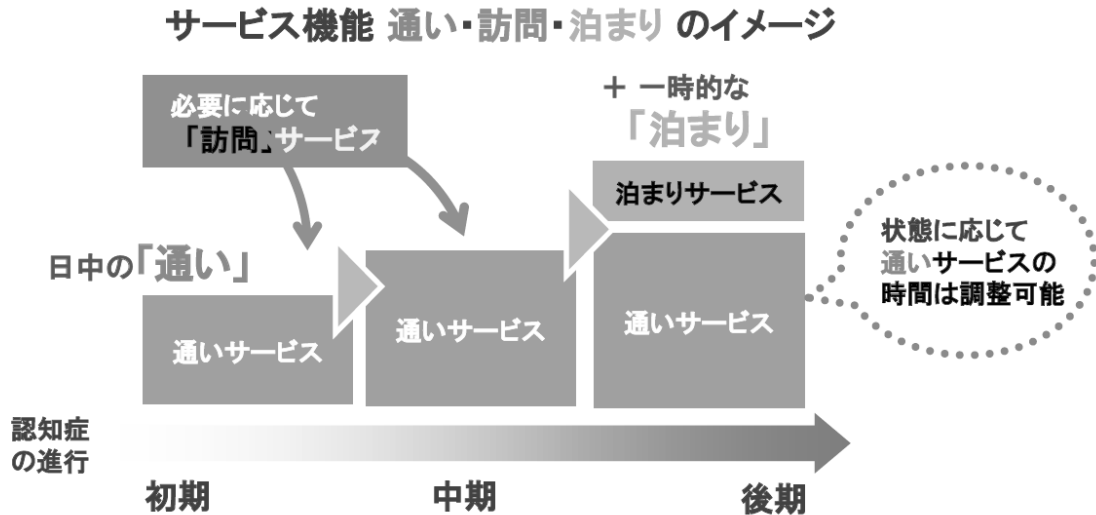 サービス機能 通い・訪問・泊まり のイメージ
必要に応じて
「訪問」サービス
＋ 一時的な
「泊まり」
泊まりサービス
日中の「通い」
通いサービス
通いサービス
通いサービス
状態に応じて
通いサービスの
時間は調整可能
認知症
の進行
初期
中期
後期